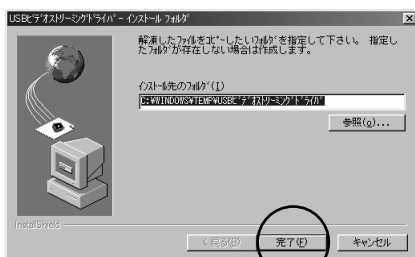 USBﾋﾞﾃﾞｵｽﾄﾘｰﾐﾝｸﾞﾄﾞﾗｲﾊﾞｰ - ｲﾝｽﾄｰﾙ ﾌｫﾙﾀﾞ
解凍したﾌｧｲﾙをｺﾋﾟｰしたいﾌｫﾙﾀﾞを指定して下さい。 指定し
たﾌｫﾙﾀﾞが存在しない場合は作成します。
ｲﾝｽﾄｰﾙ先のﾌｫﾙﾀﾞ(I)
C:¥WINDOWS¥TEMP¥USBﾋﾞﾃﾞｵｽﾄﾘｰﾐﾝｸﾞﾄﾞﾗｲﾊﾞ
参照(o)...
InstallShield
< 戻る(B)
完了(F)
キャンセル